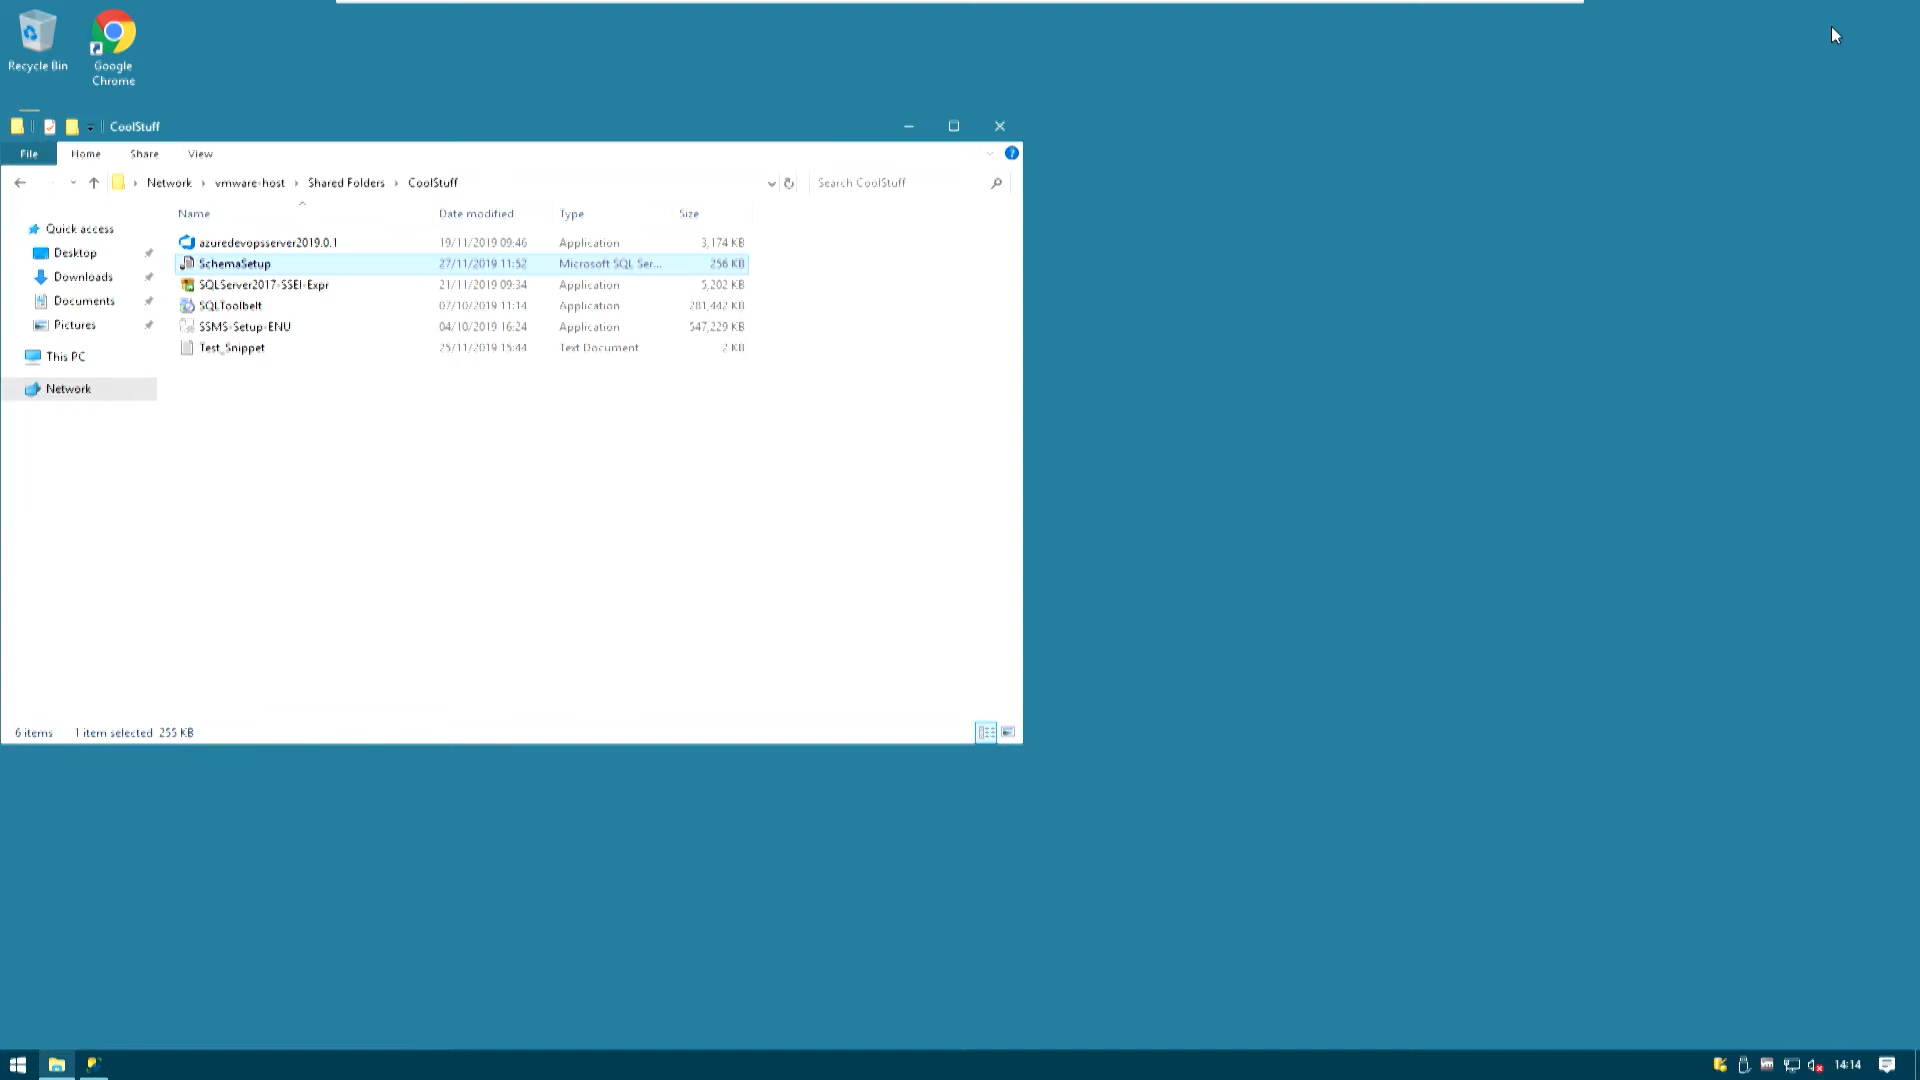 Recycle Bin
Google
Chrome
CoolStuff
File Home Share View
Network › vmware-host › Shared Folders › CoolStuff
Search CoolStuff
Name Date modified Type Size
Quick access
Desktop
Downloads
Documents
Pictures
This PC
Network
azuredevopsserver2019.0.1 19/11/2019 09:46 Application 3,174 KB
SchemaSetup 27/11/2019 11:52 Microsoft SQL Ser... 256 KB
SQLServer2017-SSEI-Expr 21/11/2019 09:34 Application 5,202 KB
SQLToolbelt 07/10/2019 11:14 Application 281,442 KB
SSMS-Setup-ENU 04/10/2019 16:24 Application 547,229 KB
Test_Snippet 25/11/2019 15:44 Text Document 2 KB
6 items 1 item selected 255 KB
14:14